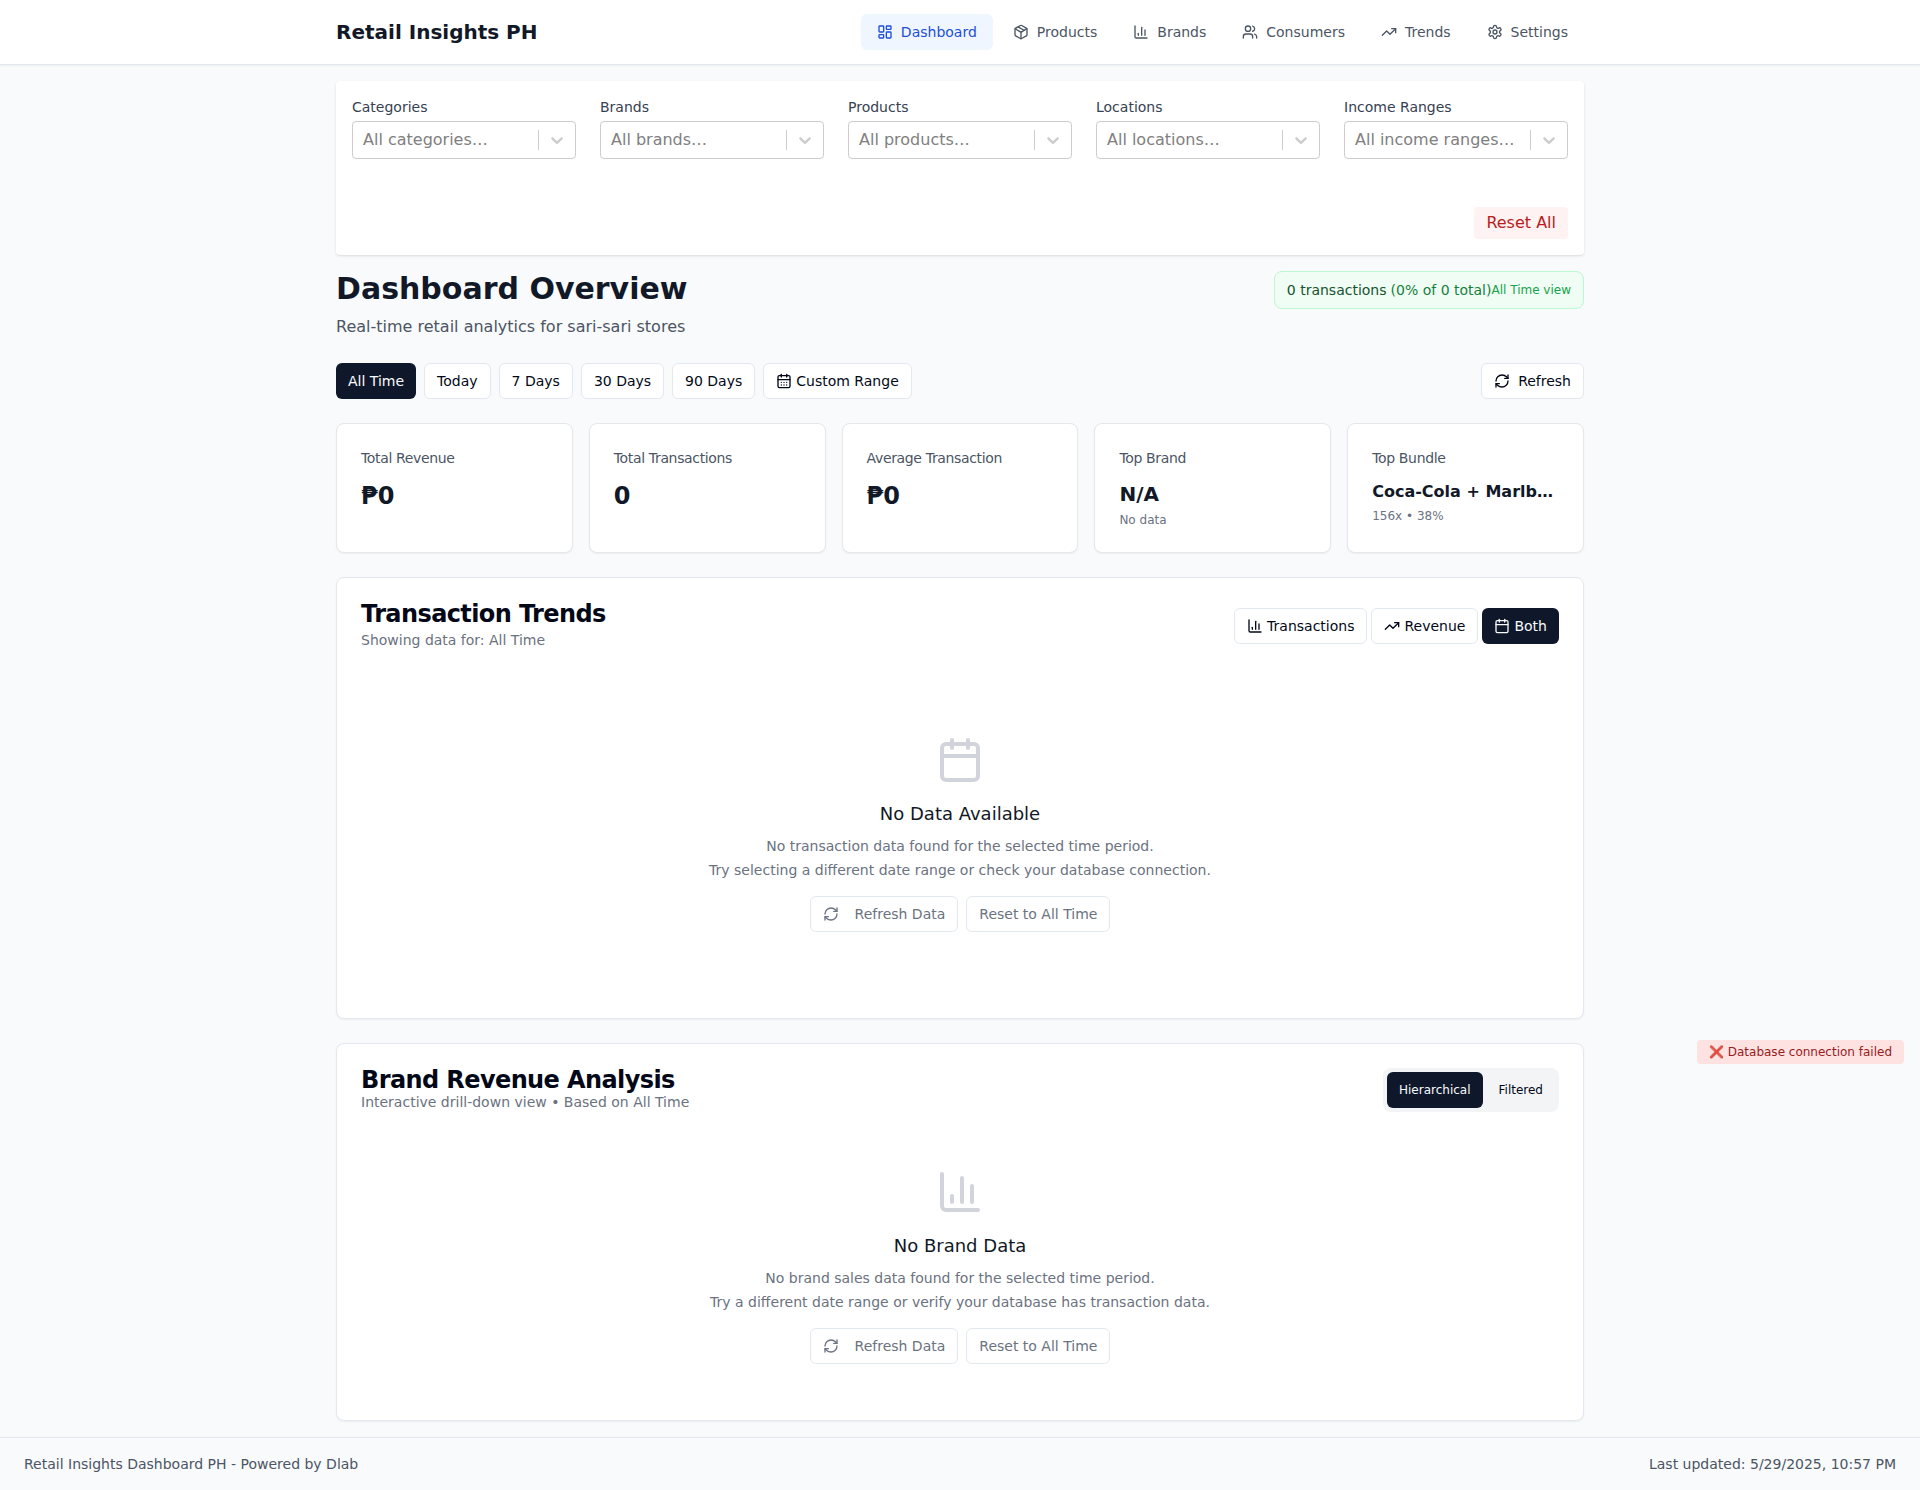 Retail Insights PH
Dashboard
Products
Brands
Consumers
Trends
Settings
Categories
Brands
Products
Locations
Income Ranges
All categories...
All brands...
All products...
All locations...
All income ranges...
Reset All
Dashboard Overview
0 transactions (0% of 0 total)All Time view
Real-time retail analytics for sari-sari stores
All Time
Today
7 Days
30 Days
90 Days
Custom Range
Refresh
Total Revenue
₱0
Total Transactions
0
Average Transaction
₱0
Top Brand
N/A
No data
Top Bundle
Coca-Cola + Marlb...
156x • 38%
Transaction Trends
Showing data for: All Time
Transactions
Revenue
Both
No Data Available
No transaction data found for the selected time period.
Try selecting a different date range or check your database connection.
Refresh Data
Reset to All Time
❌ Database connection failed
Brand Revenue Analysis
Interactive drill-down view • Based on All Time
Hierarchical
Filtered
No Brand Data
No brand sales data found for the selected time period.
Try a different date range or verify your database has transaction data.
Refresh Data
Reset to All Time
Retail Insights Dashboard PH - Powered by Dlab
Last updated: 5/29/2025, 10:57 PM